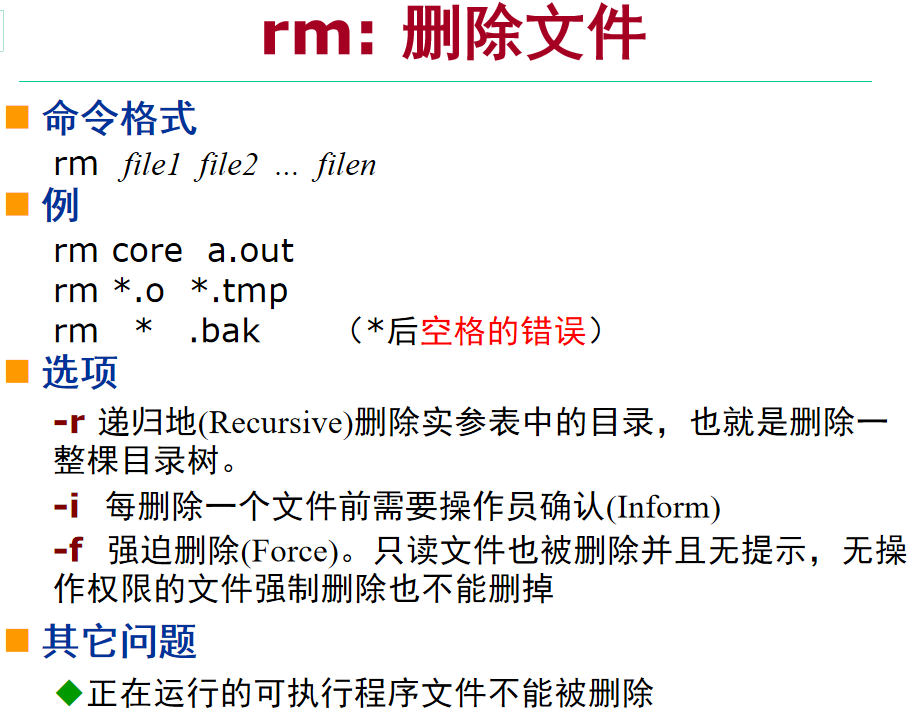 rm: 删除文件
命令格式
rm file1 file2 ... filen
例
rm core a.out
rm *.o *.tmp
rm * .bak （*后空格的错误）
选项
-r 递归地(Recursive)删除实参表中的目录，也就是删除一
整棵目录树。
-i 每删除一个文件前需要操作员确认(Inform)
-f 强迫删除(Force)。只读文件也被删除并且无提示，无操
作权限的文件强制删除也不能删掉
其它问题
正在运行的可执行程序文件不能被删除